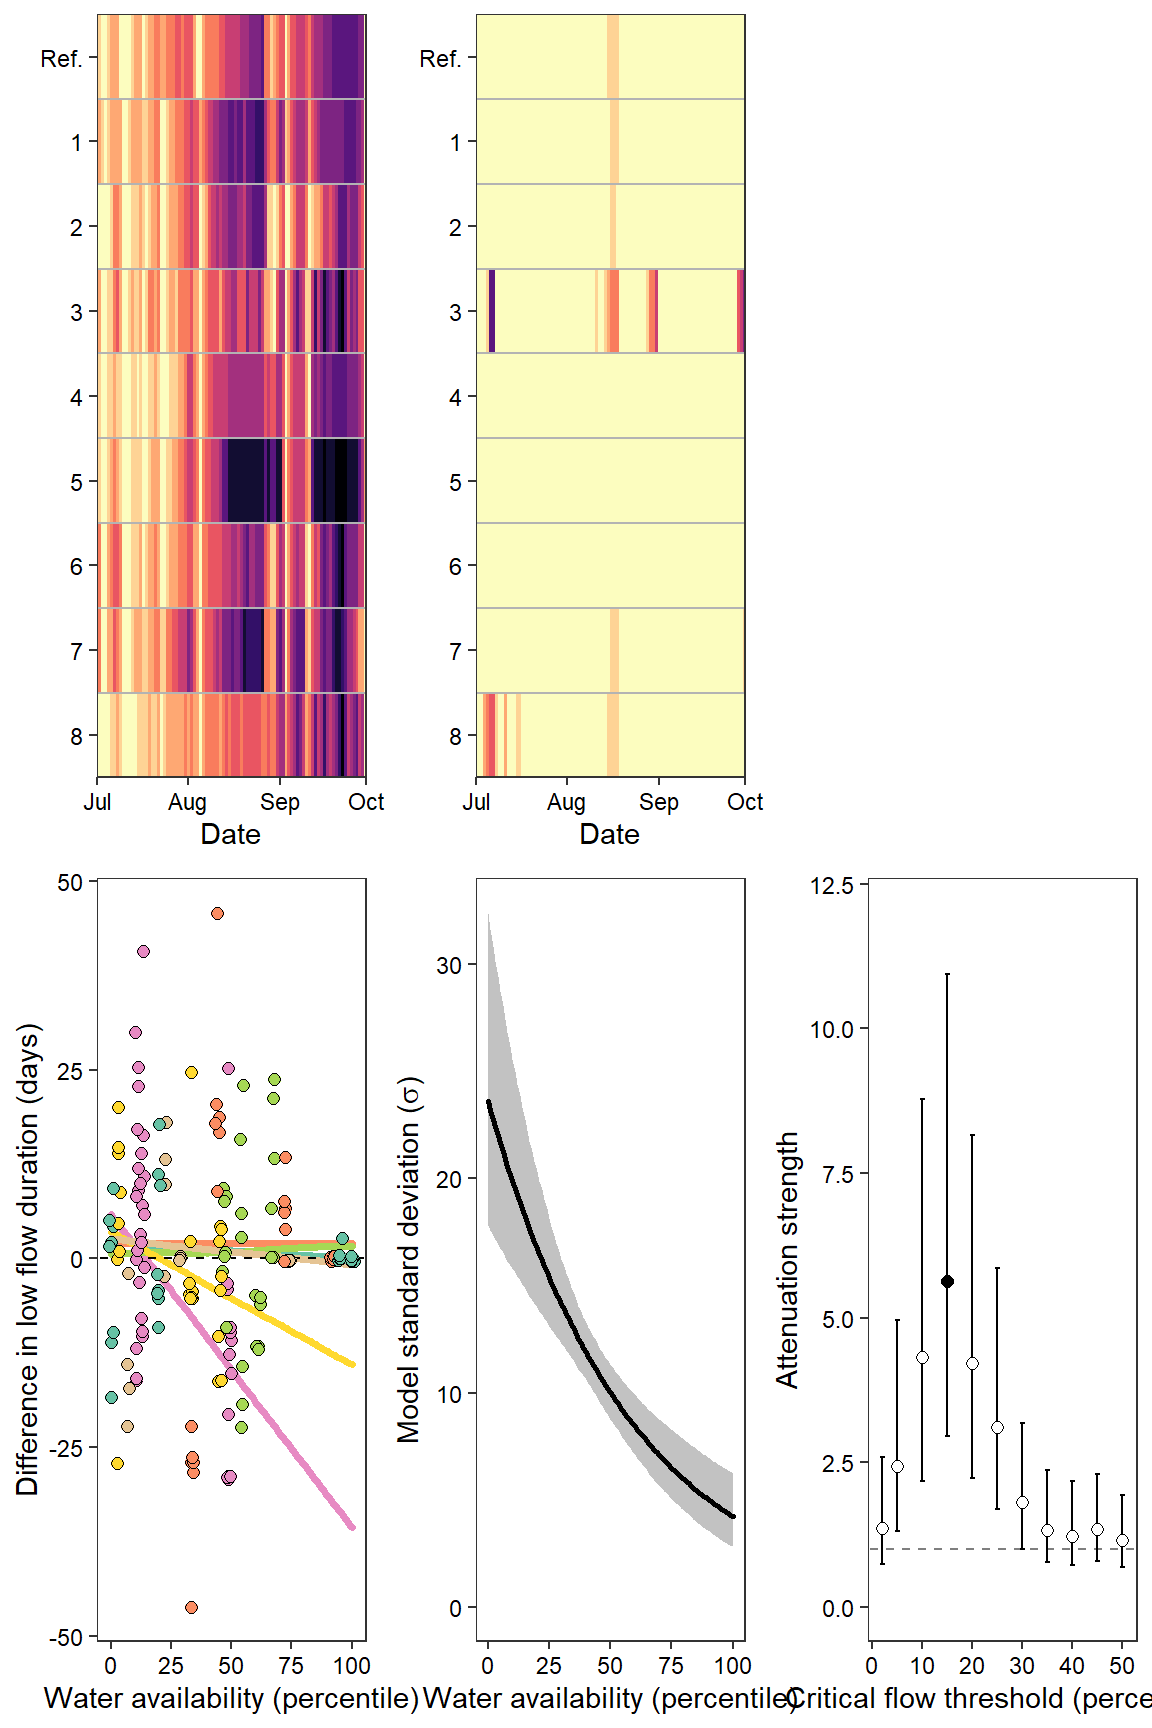 Ref.
1
2
3
4
5
6
7
8
Jul Aug Sep Oct
Date
Ref.
1
2
3
4
5
6
7
8
Jul Aug Sep Oct
Date
Difference in low flow duration (days)
50
25
0
-25
-50
0 25 50 75 100
Water availability (percentile)
Model standard deviation (σ)
30
20
10
0
0 25 50 75 100
Water availability (percentile)
Attenuation strength
12.5
10.0
7.5
5.0
2.5
0.0
0 10 20 30 40 50
Critical flow threshold (perce